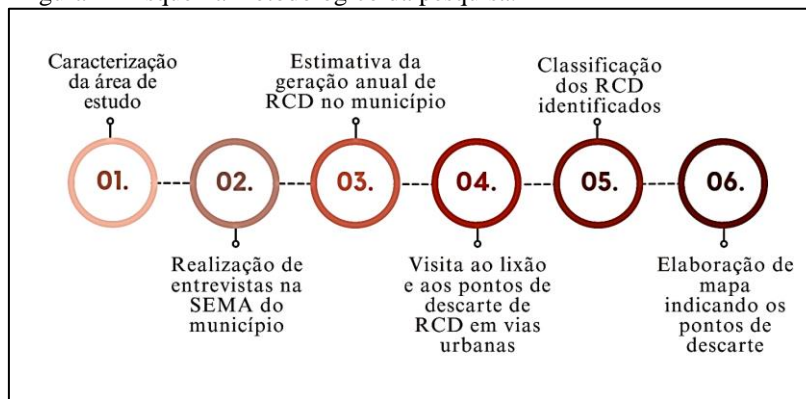 Caracterização
da área de
estudo
Estimativa da
geração anual de
RCD no município
Classificação
dos RCD
identificados
01.
02.
03.
04.
05.
06.
Realização de
entrevistas na
SEMA do
município
Visita ao lixão
e aos pontos de
descarte de
RCD em vias
urbanas
Elaboração de
mapa
indicando os
pontos de
descarte